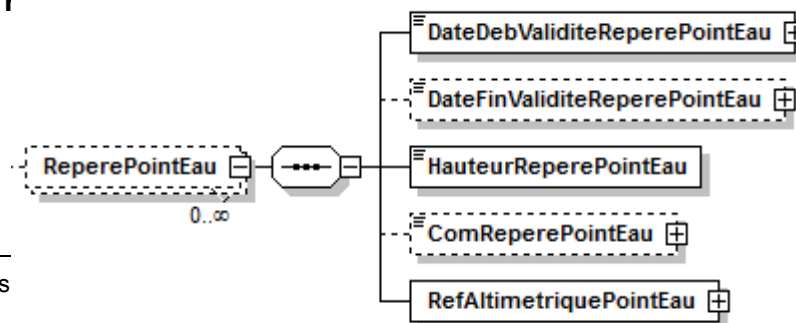 DateDebValiditeReperePointEau
DateFinValiditeReperePointEau
ReperePointEau
HauteurReperePointEau
0..∞
ComReperePointEau
s
RefAltimetriquePointEau